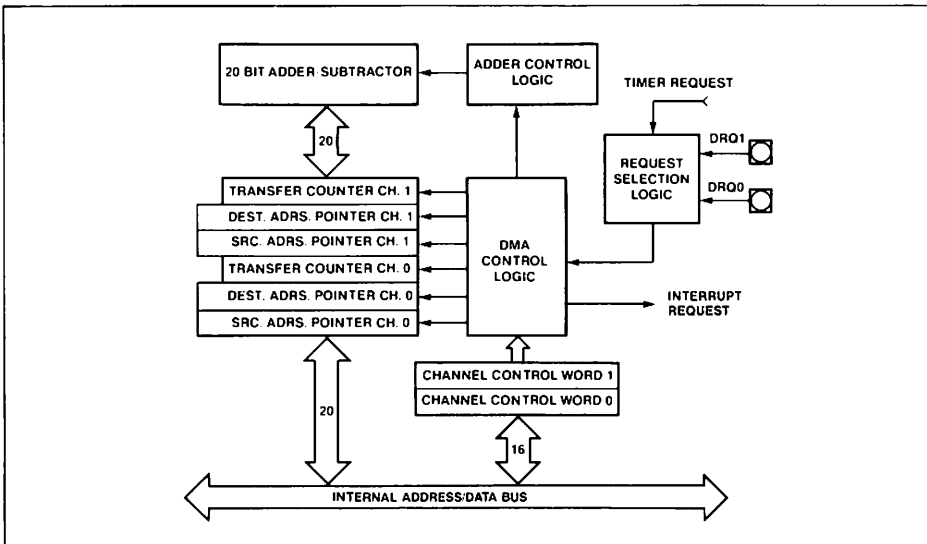 20 BIT ADDER SUBTRACTOR
ADDER CONTROL
LOGIC
TIMER REQUEST
20
DRQ1
REQUEST
SELECTION
LOGIC
DRQ0
TRANSFER COUNTER CH. 1
DEST. ADRS. POINTER CH. 1
SRC. ADRS. POINTER CH. 1
TRANSFER COUNTER CH. 0
DEST. ADRS. POINTER CH. 0
SRC. ADRS. POINTER CH. 0
DMA
CONTROL
LOGIC
INTERRUPT
REQUEST
CHANNEL CONTROL WORD 1
CHANNEL CONTROL WORD 0
20
16
INTERNAL ADDRESS/DATA BUS